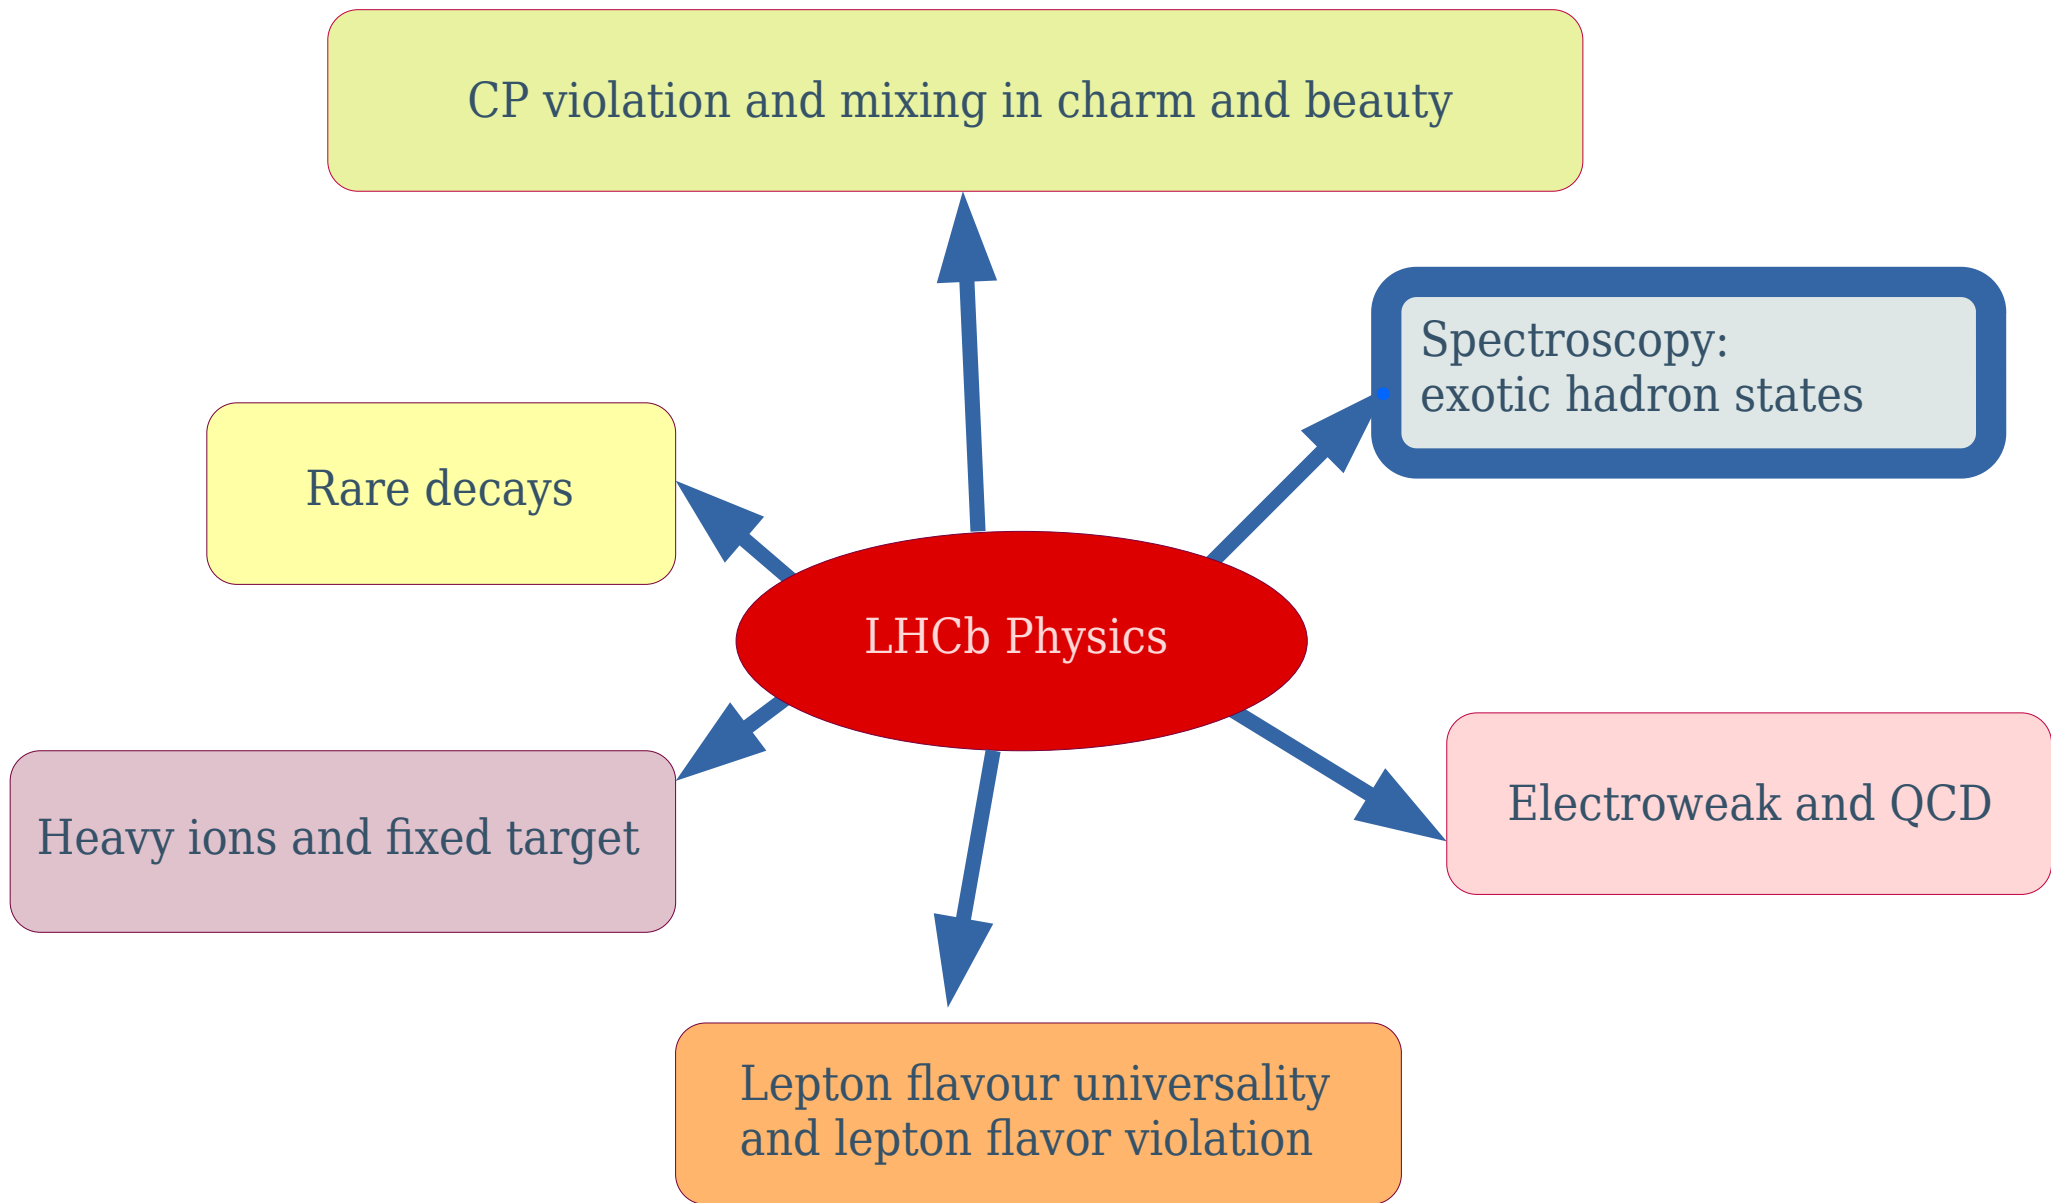 CP violation and mixing in charm and beauty
Spectroscopy:
exotic hadron states
Rare decays
LHCb Physics
Electroweak and QCD
Heavy ions and fixed target
Lepton flavour universality
and lepton flavor violation